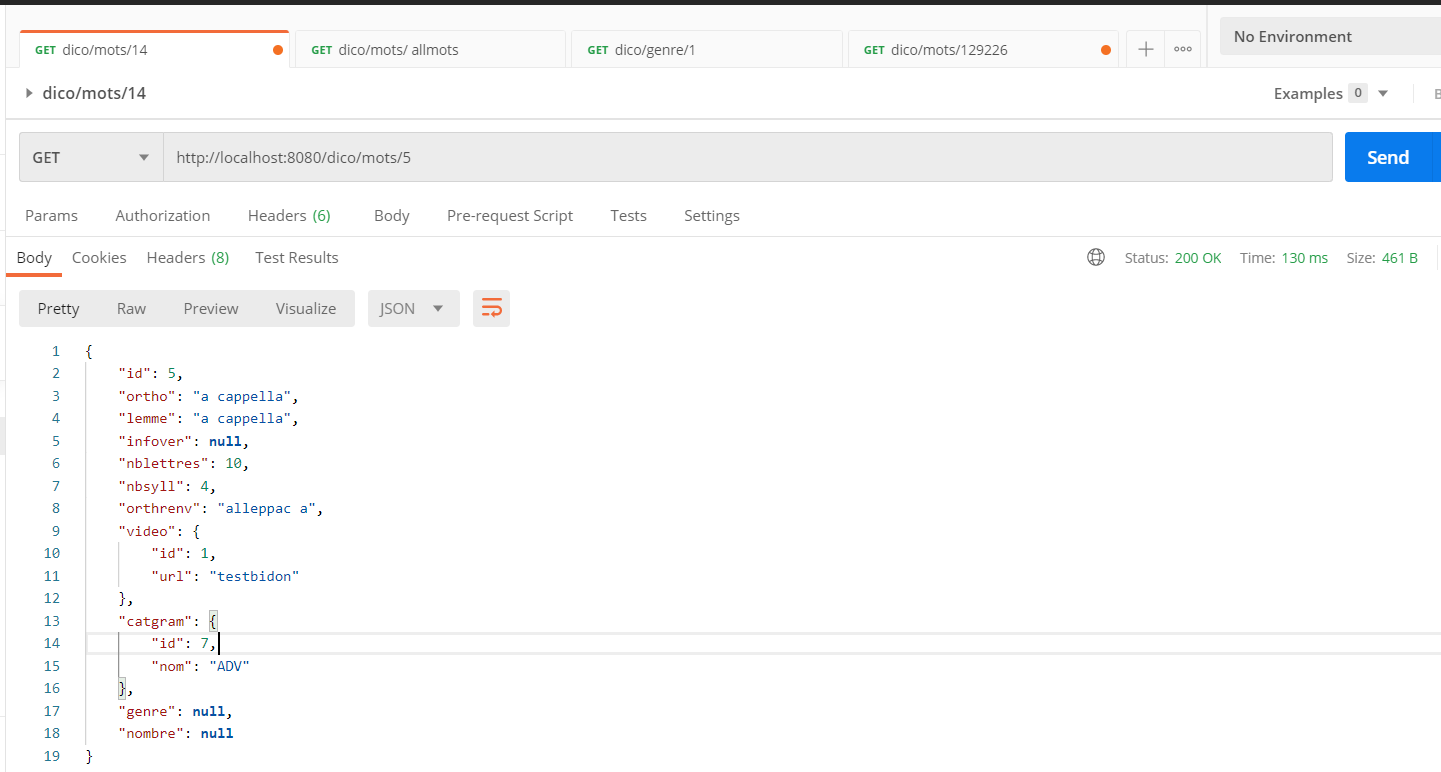 GET dico/mots/14 GET dico/mots/ allmots GET dico/genre/1 GET dico/mots/129226 No Environment
dico/mots/14 Examples 0
GET http://localhost:8080/dico/mots/5 Send
Params Authorization Headers (6) Body Pre-request Script Tests Settings
Body Cookies Headers (8) Test Results Status: 200 OK Time: 130 ms Size: 461 B
Pretty Raw Preview Visualize JSON
1 {
2 "id": 5,
3 "ortho": "a cappella",
4 "lemme": "a cappella",
5 "infover": null,
6 "nblettres": 10,
7 "nbsyll": 4,
8 "orthrenv": "alleppac a",
9 "video": {
10 "id": 1,
11 "url": "testbidon"
12 },
13 "catgram": {
14 "id": 7,
15 "nom": "ADV"
16 },
17 "genre": null,
18 "nombre": null
19 }